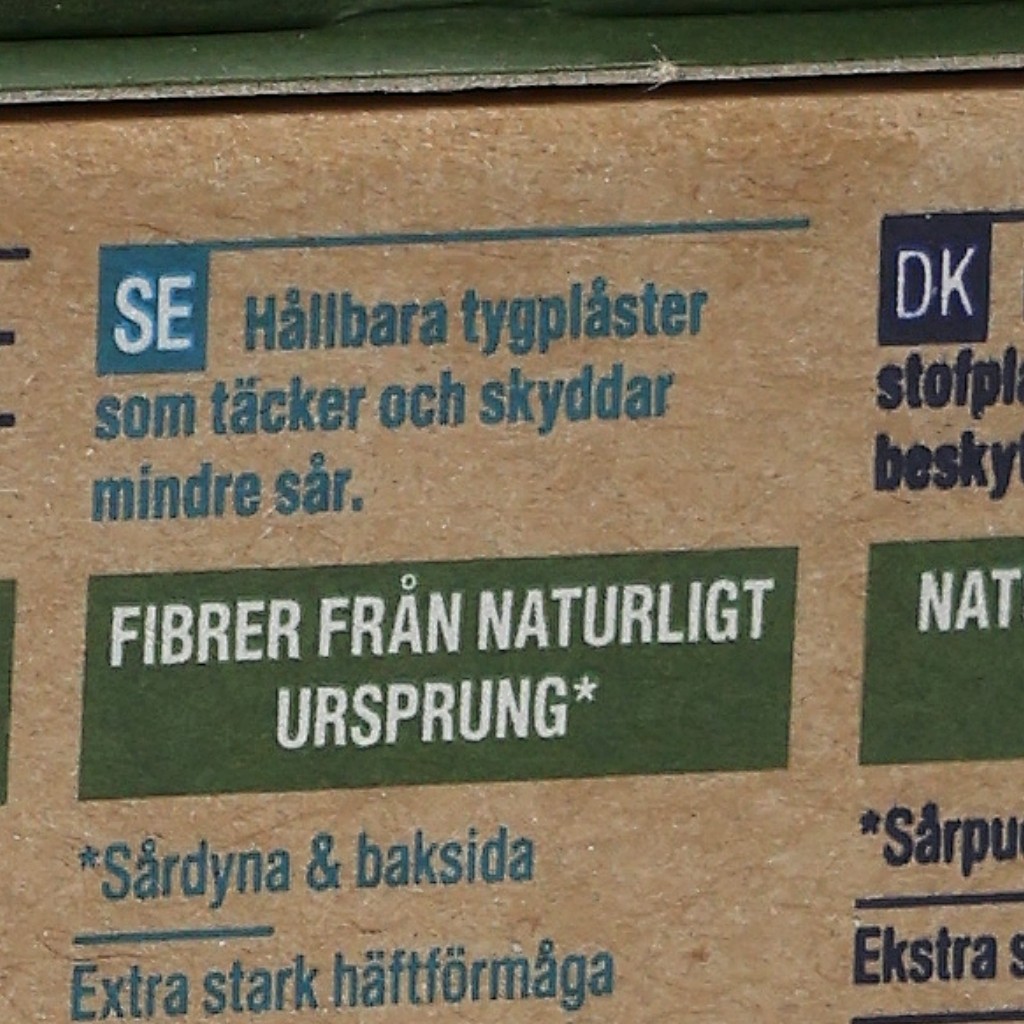 SE Hållbara tygplåster
som täcker och skyddar
mindre sår.
FIBRER FRÅN NATURLIGT
URSPRUNG*
*Sårdyna & baksida
Extra stark häftförmåga
DK
Ekstra